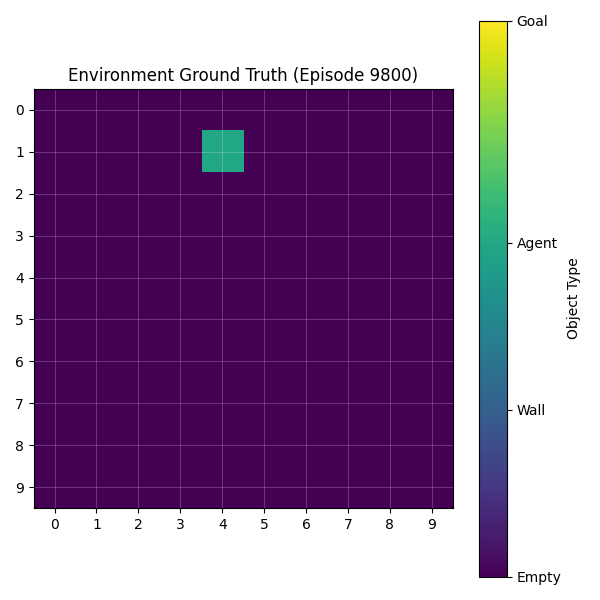 Environment Ground Truth (Episode 9800)
0
1
2
3
4
5
6
7
8
9
0 1 2 3 4 5 6 7 8 9
Goal
Agent
Wall
Empty
Object Type